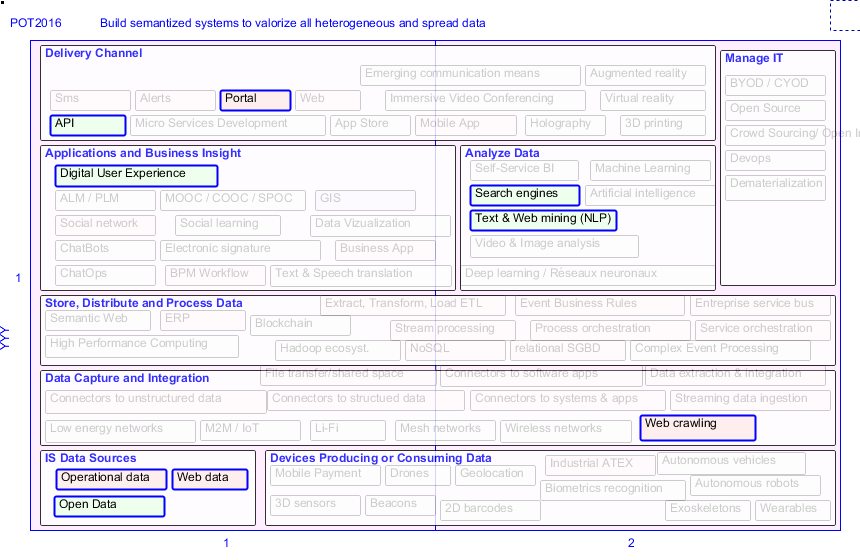 POT2016 Build semantized systems to valorize all heterogeneous and spread data
Delivery Channel
Emerging communication means
Augmented reality
Sms
Alerts
Portal
Web
Immersive Video Conferencing
Virtual reality
API
Micro Services Development
App Store
Mobile App
Holography
3D printing
Manage IT
BYOD / CYOD
Open Source
Crowd Sourcing/ Open
Devops
Dematerialization
Applications and Business Insight
Digital User Experience
ALM / PLM
MOOC / COOC / SPOC
GIS
Social network
Social learning
Data Vizualization
ChatBots
Electronic signature
Business App
ChatOps
BPM Workflow
Text & Speech translation
Analyze Data
Self-Service BI
Machine Learning
Search engines
Artificial intelligence
Text & Web mining (NLP)
Video & Image analysis
Deep learning / Réseaux neuronaux
Store, Distribute and Process Data
Extract, Transform, Load ETL
Event Business Rules
Entreprise service bus
Semantic Web
ERP
Blockchain
Stream processing
Process orchestration
Service orchestration
High Performance Computing
Hadoop ecosyst.
NoSQL
relational SGBD
Complex Event Processing
Data Capture and Integration
File transfer/shared space
Connectors to software apps
Data extraction & integration
Connectors to unstructured data
Connectors to structued data
Connectors to systems & apps
Streaming data ingestion
Low energy networks
M2M / IoT
Li-Fi
Mesh networks
Wireless networks
Web crawling
IS Data Sources
Operational data
Web data
Open Data
Devices Producing or Consuming Data
Mobile Payment
Drones
Geolocation
Industrial ATEX
Autonomous vehicles
3D sensors
Beacons
2D barcodes
Biometrics recognition
Autonomous robots
Exoskeletons
Wearables
1
YYY
1
2